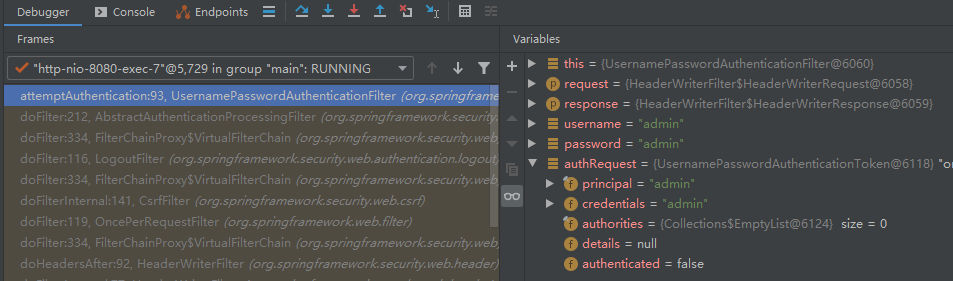 Debugger Console Endpoints
Frames
"http-nio-8080-exec-7"@5,729 in group "main": RUNNING
attemptAuthentication:93, UsernamePasswordAuthenticationFilter (org.springframe
doFilter:212, AbstractAuthenticationProcessingFilter (org.springframework.security.
doFilter:334, FilterChainProxy$VirtualFilterChain (org.springframework.security.web
doFilter:116, LogoutFilter (org.springframework.security.web.authentication.logout)
doFilter:334, FilterChainProxy$VirtualFilterChain (org.springframework.security.web
doFilterInternal:141, CsrfFilter (org.springframework.security.web.csrf)
doFilter:119, OncePerRequestFilter (org.springframework.web.filter)
doFilter:334, FilterChainProxy$VirtualFilterChain (org.springframework.security.web
doHeadersAfter:92, HeaderWriterFilter (org.springframework.security.web.header)
Variables
this = {UsernamePasswordAuthenticationFilter@6060}
request = {HeaderWriterFilter$HeaderWriterRequest@6058}
response = {HeaderWriterFilter$HeaderWriterResponse@6059}
username = "admin"
password = "admin"
authRequest = {UsernamePasswordAuthenticationToken@6118} "or
principal = "admin"
credentials = "admin"
authorities = {Collections$EmptyList@6124} size = 0
details = null
authenticated = false